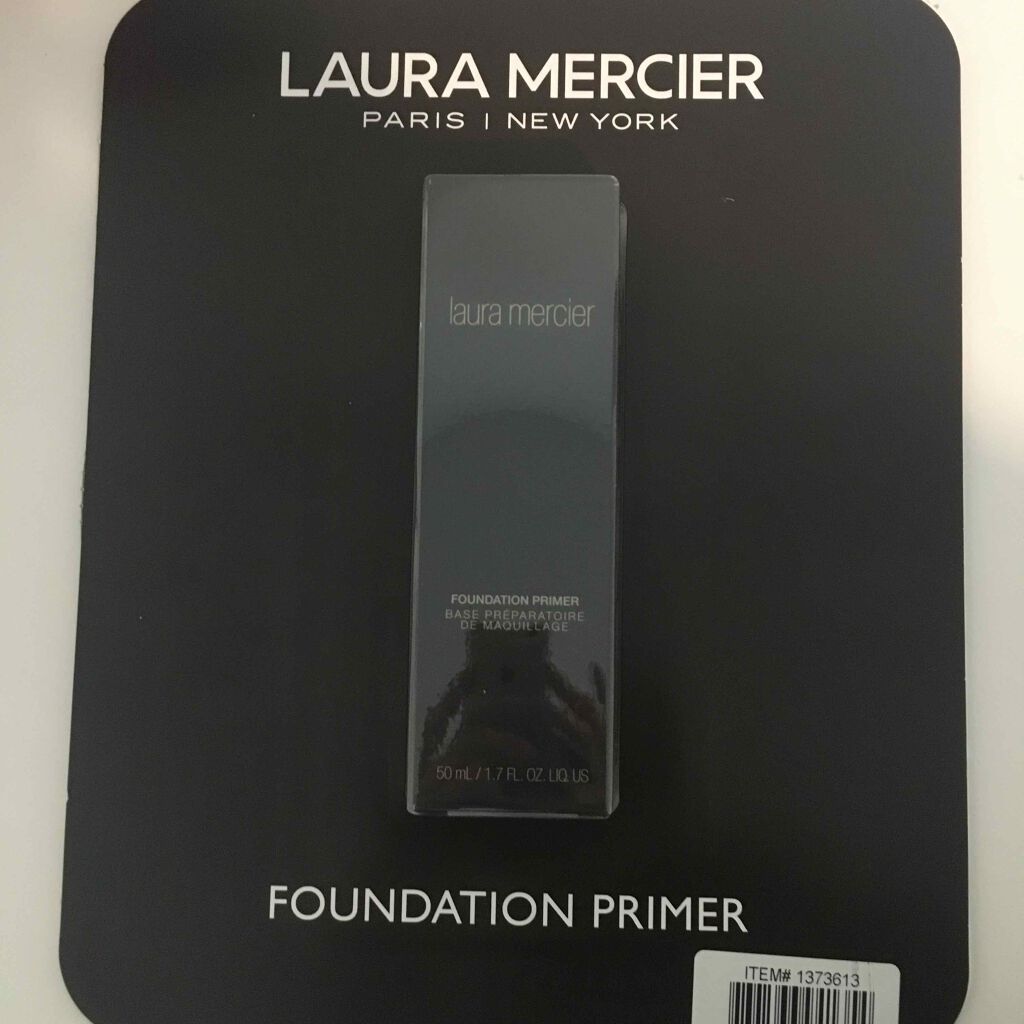 LAURA MERCIER
PARIS | NEW YORK
laura mercier
FOUNDATION PRIMER
BASE PRÉPARATOIRE
DE MAQUILLAGE
50 mL / 1.7 FL. OZ. LIQ. US
FOUNDATION PRIMER
ITEM# 1373613